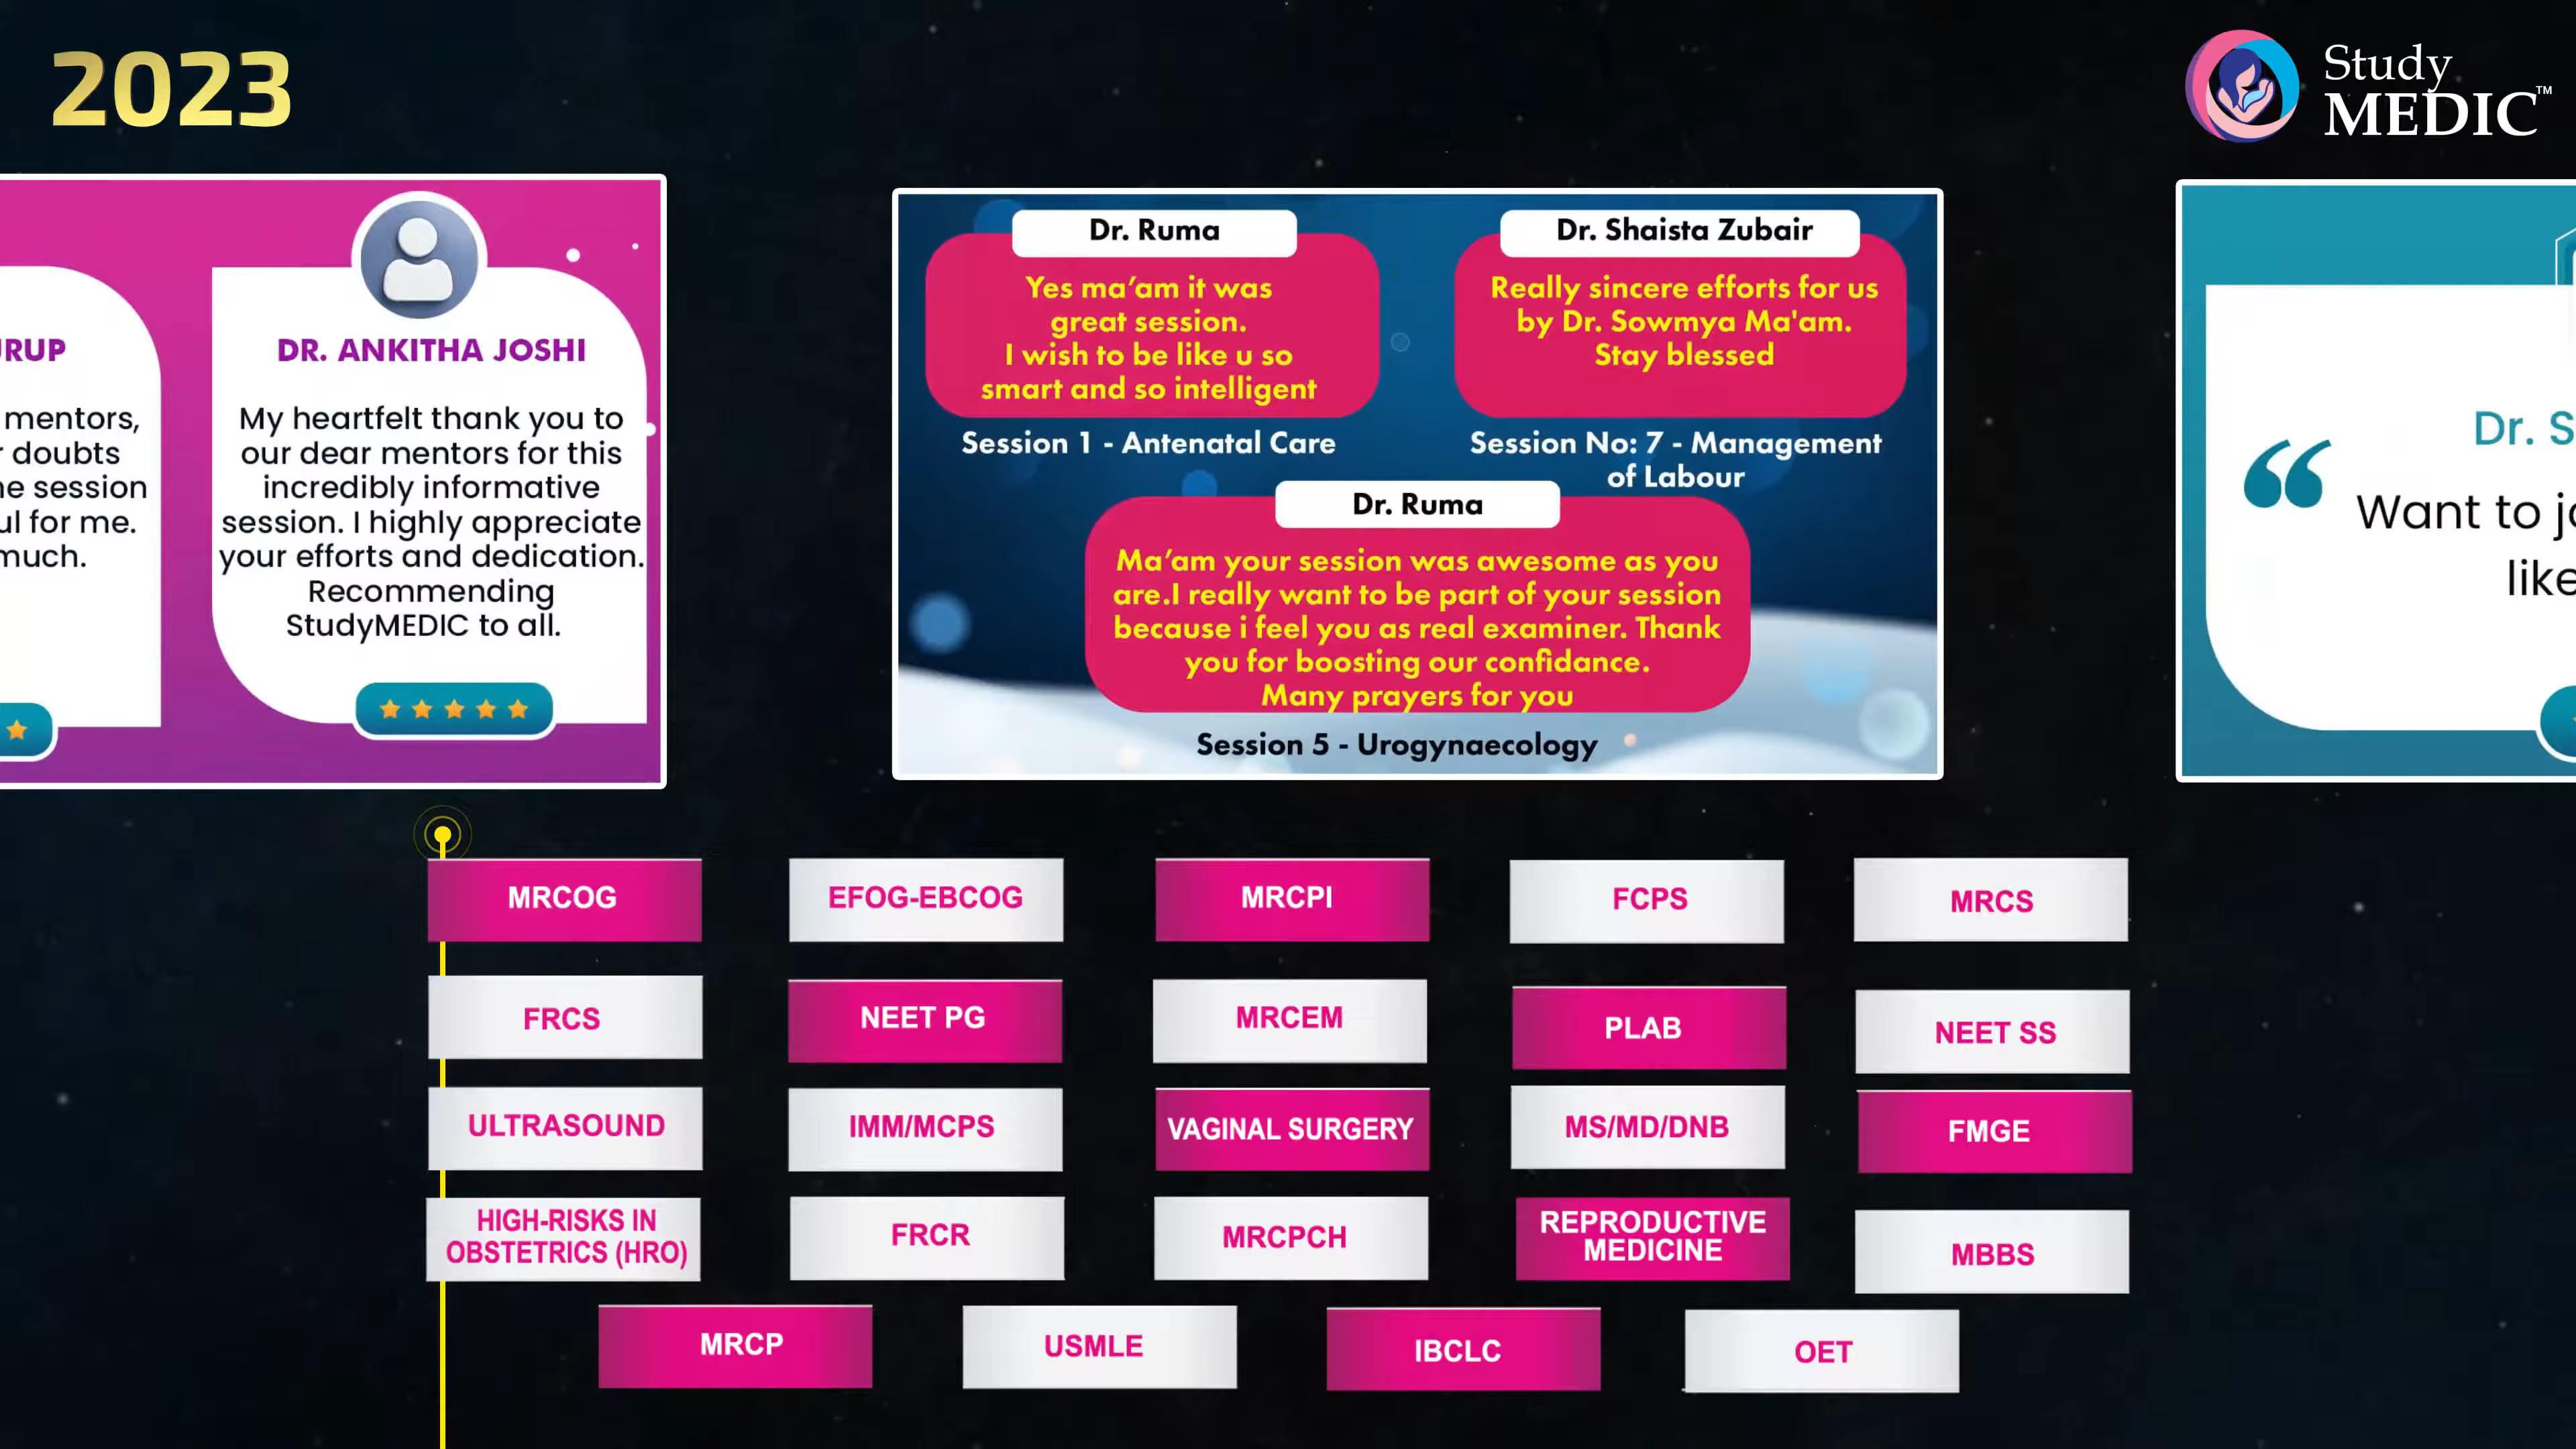 2023
Study
MEDIC™
mentors,
doubts
session
for me.
much.
DR. ANKITHA JOSHI
My heartfelt thank you to
our dear mentors for this
incredibly informative
session. I highly appreciate
your efforts and dedication.
Recommending
StudyMEDIC to all.
Dr. Ruma
Yes ma’am it was
great session.
I wish to be like u so
smart and so intelligent
Session 1 - Antenatal Care
Dr. Shaista Zubair
Really sincere efforts for us
by Dr. Sowmya Ma'am.
Stay blessed
Session No: 7 - Management
of Labour
Dr. Ruma
Ma’am your session was awesome as you
are.I really want to be part of your session
because i feel you as real examiner. Thank
you for boosting our confidance.
Many prayers for you
Session 5 - Urogynaecology
Dr.
“
Want to
like
MRCOG
EFOG-EBCOG
MRCPI
FCPS
MRCS
FRCS
NEET PG
MRCEM
PLAB
NEET SS
ULTRASOUND
IMM/MCPS
VAGINAL SURGERY
MS/MD/DNB
FMGE
HIGH-RISKS IN
OBSTETRICS (HRO)
FRCR
MRCPCH
REPRODUCTIVE
MEDICINE
MBBS
MRCP
USMLE
IBCLC
OET